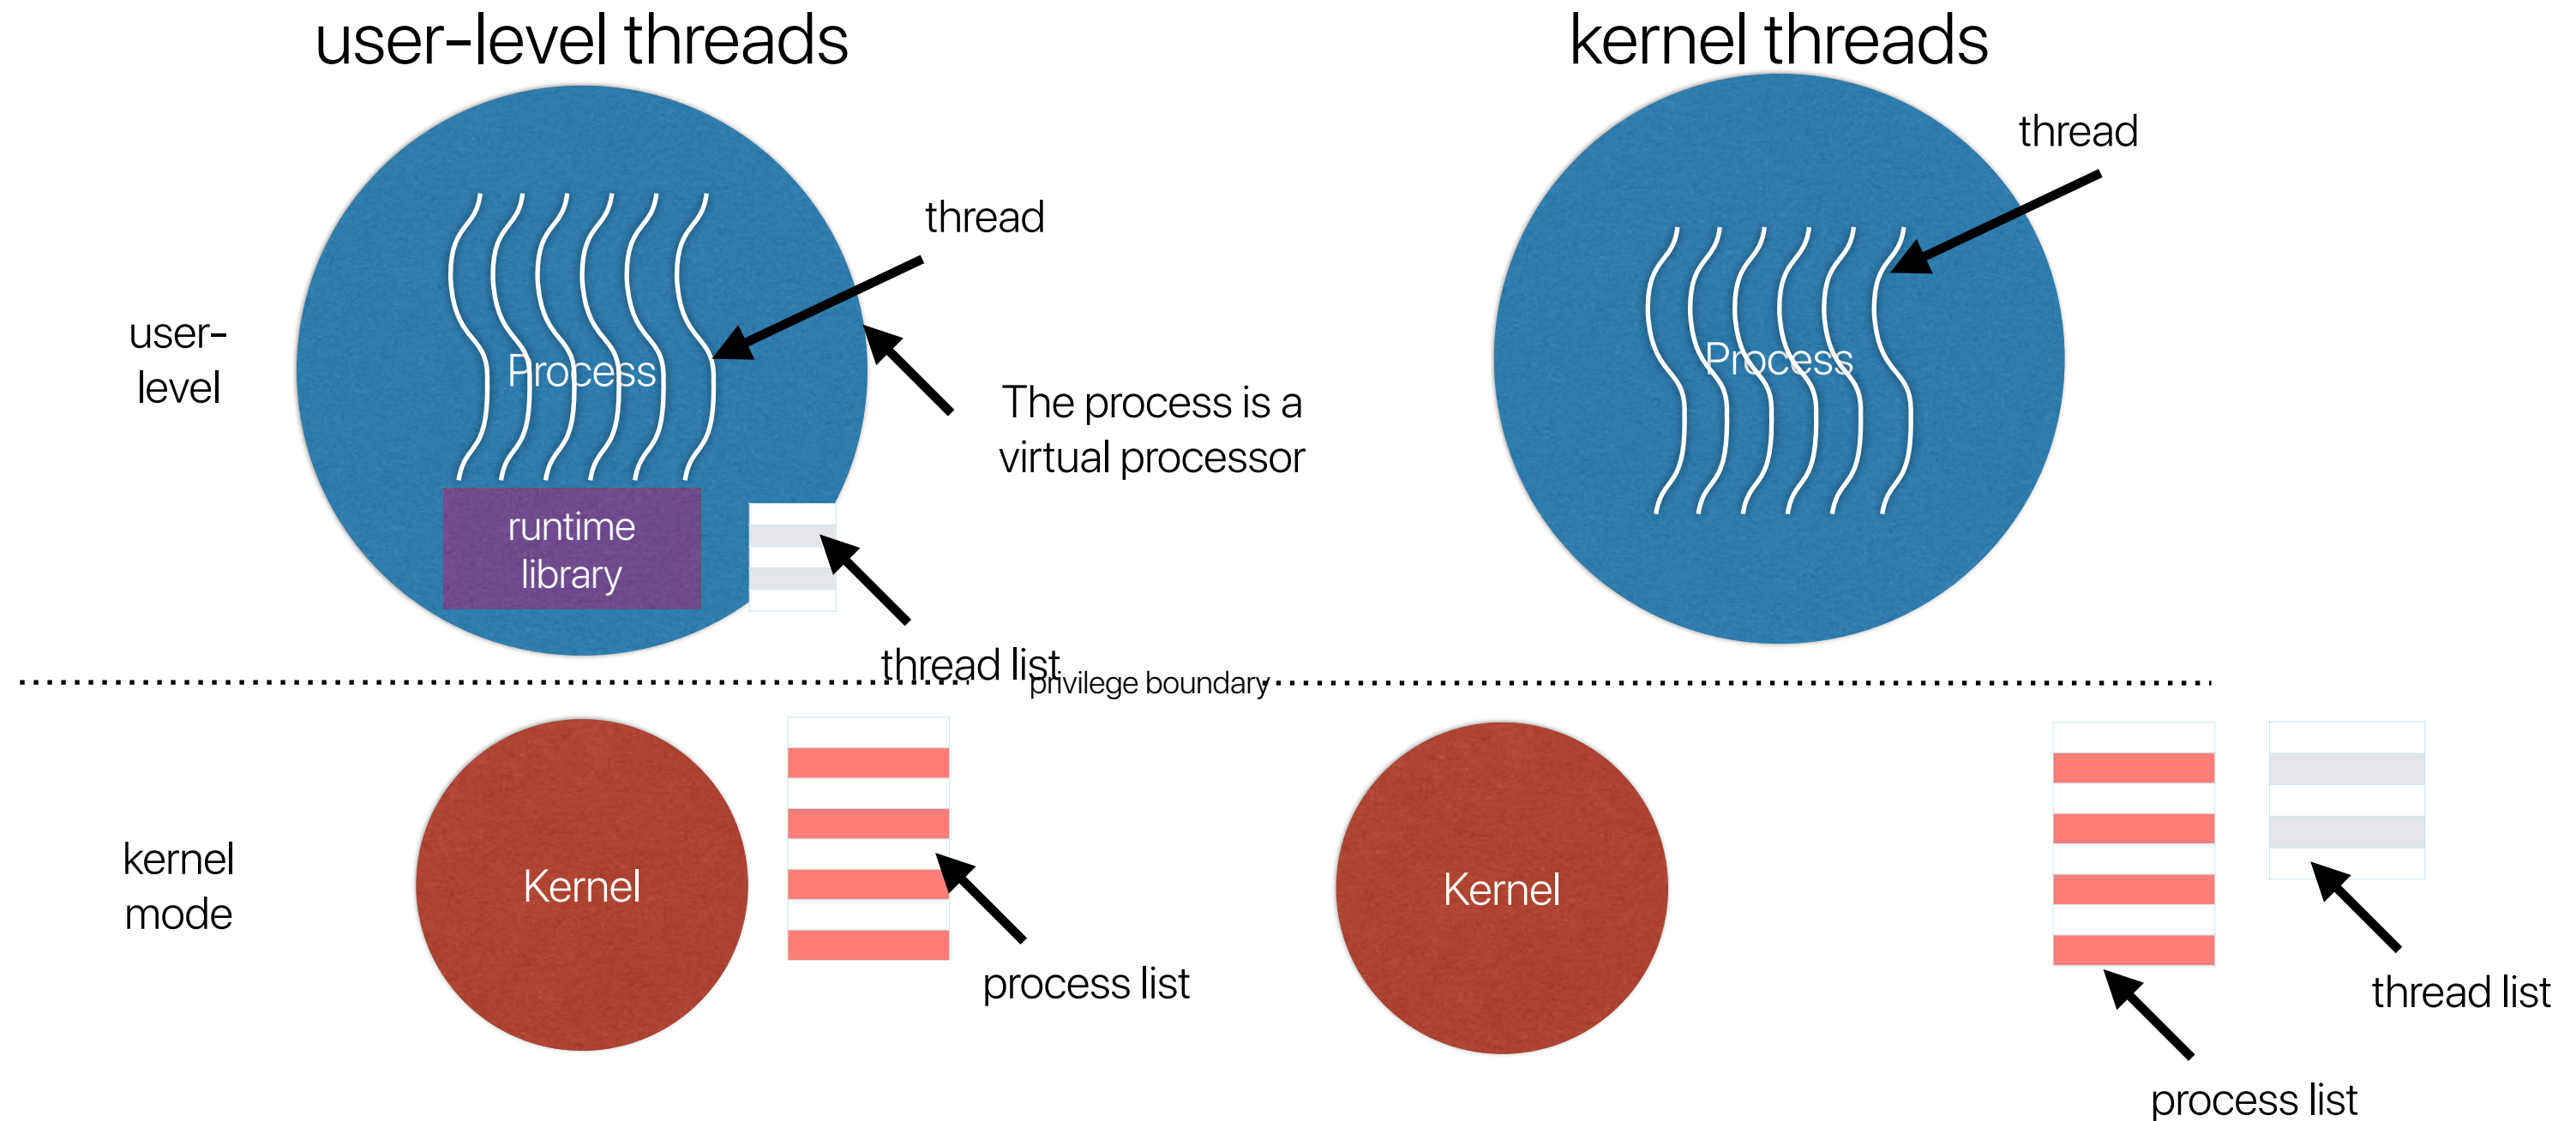 user-level threads
kernel threads
thread
thread
user-
level
Process
Process
The process is a
virtual processor
runtime
library
thread list
privilege boundary
kernel
mode
Kernel
Kernel
process list
thread list
process list